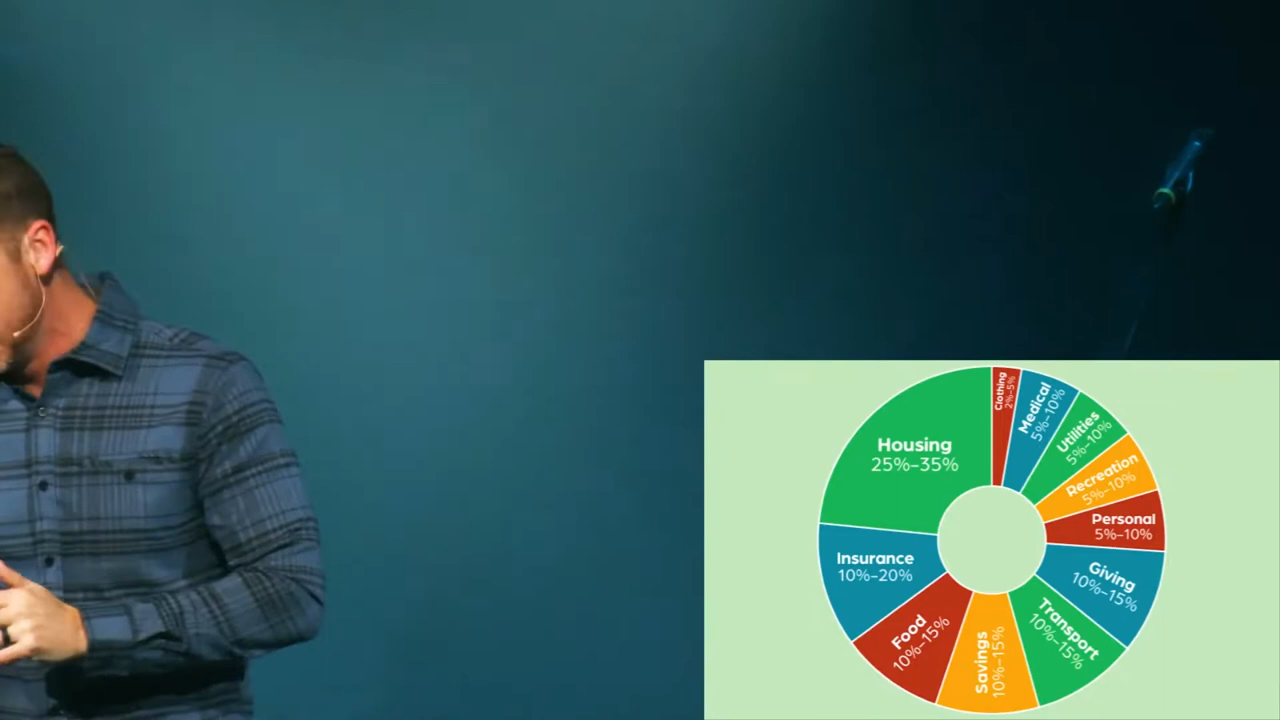 Clothing
2%-5%
Medical
5%-10%
Utilities
5%-10%
Recreation
5%-10%
Personal
5%-10%
Giving
10%-15%
Transport
10%-15%
Savings
10%-15%
Food
10%-15%
Insurance
10%-20%
Housing
25%-35%